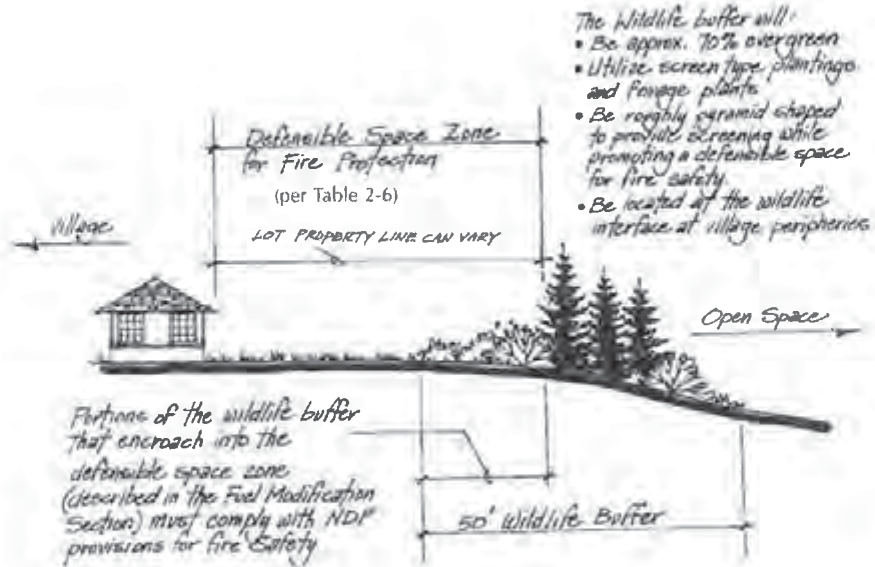 The Wildlife buffer will:
• Be approx. 70% evergreen
• Utilize screen type plantings
and forage plants
• Be roughly pyramid shaped
to provide screening while
promoting a defensible space
for fire safety.
• Be located at the wildlife
interface at village peripheries
Defensible Space Zone
for Fire Protection
(per Table 2-6)
LOT PROPERTY LINE CAN VARY
Village
Open Space
Portions of the wildlife buffer
that encroach into the
defensible space zone
(described in the Fuel Modification
Section) must comply with NDF
provisions for fire safety
50' Wildlife Buffer